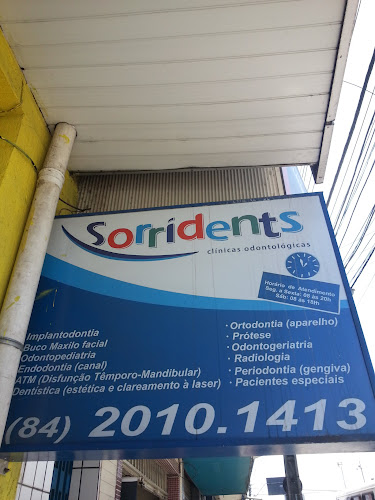 Sorridents
clínicas odontológicas
Horário de Atendimento
Seg. a Sexta: 08 às 20h
Sáb: 08 às 18h
Implantodontia
Buco Maxilo facial
Odontopediatria
Endodontia (canal)
ATM (Disfunção Têmporo-Mandibular)
Dentística (estética e clareamento à laser)
· Ortodontia (aparelho)
· Prótese
· Odontogeriatria
· Radiologia
· Periodontia (gengiva)
· Pacientes especiais
(84) 2010.1413